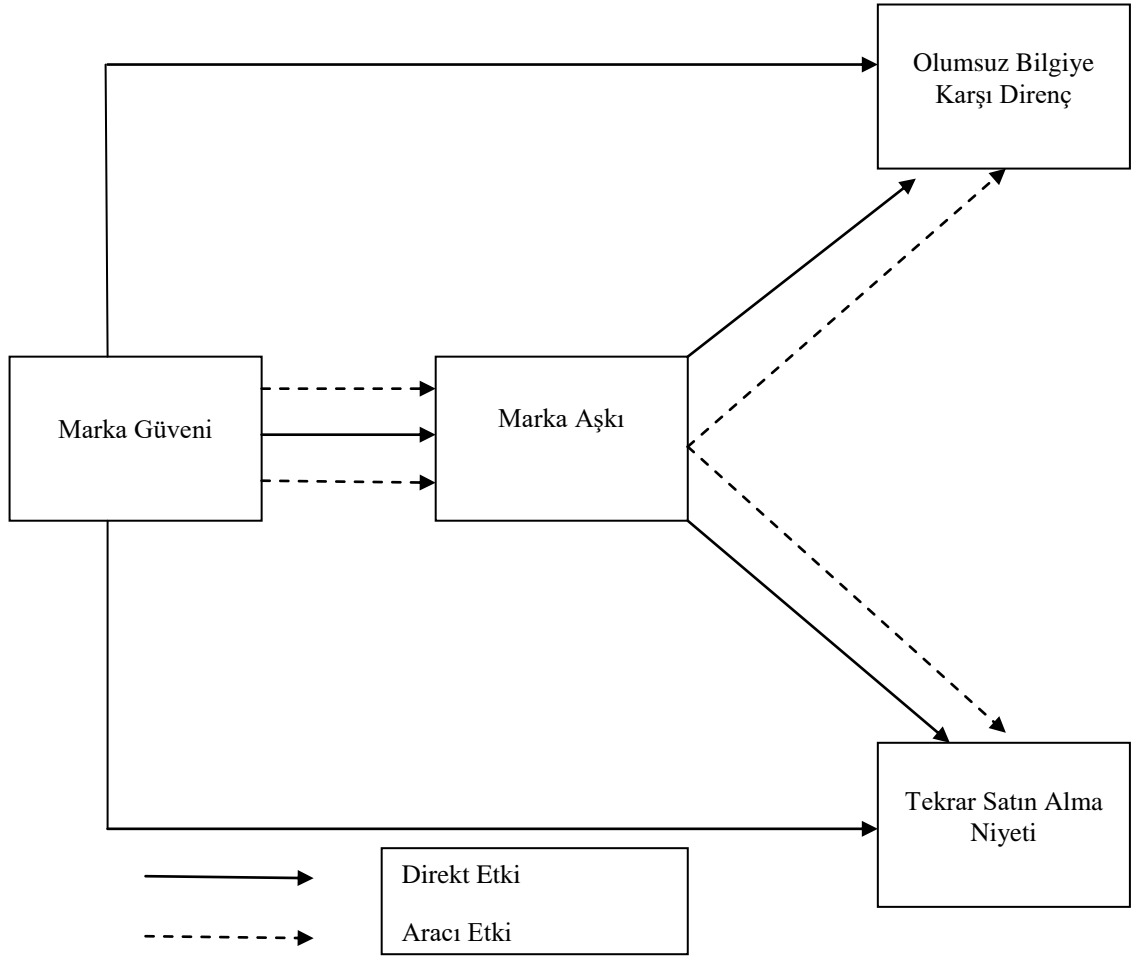 Olumsuz Bilgiye
Karşı Direnç
Marka Güveni
Marka Aşkı
Tekrar Satın Alma
Niyeti
Direkt Etki
Aracı Etki